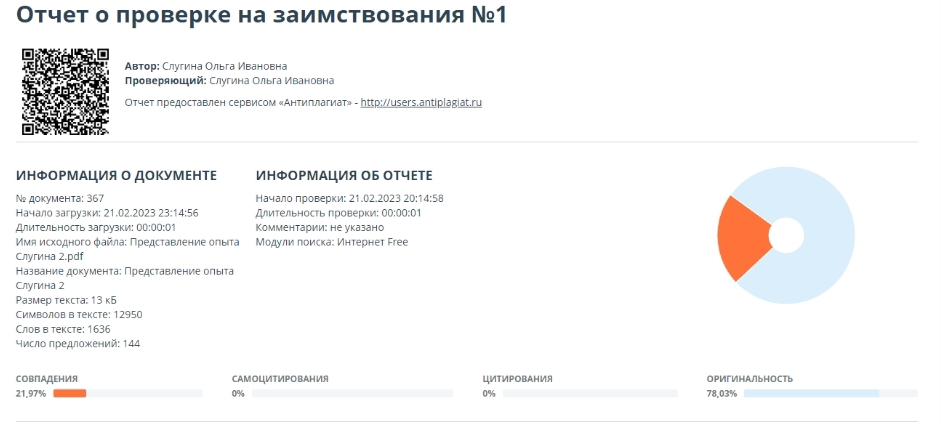 Отчет о проверке на заимствования №1
Автор: Слугина Ольга Ивановна
Проверяющий: Слугина Ольга Ивановна
Отчет предоставлен сервисом «Антиплагиат» - http://users.antiplagiat.ru
ИНФОРМАЦИЯ О ДОКУМЕНТЕ
№ документа: 367
Начало загрузки: 21.02.2023 23:14:56
Длительность загрузки: 00:00:01
Имя исходного файла: Представление опыта
Слугина 2.pdf
Название документа: Представление опыта
Слугина 2
Размер текста: 13 кБ
Символов в тексте: 12950
Слов в тексте: 1636
Число предложений: 144
ИНФОРМАЦИЯ ОБ ОТЧЕТЕ
Начало проверки: 21.02.2023 20:14:58
Длительность проверки: 00:00:01
Комментарии: не указано
Модули поиска: Интернет Free
СОВПАДЕНИЯ
21,97%
САМОЦИТИРОВАНИЯ
0%
ЦИТИРОВАНИЯ
0%
ОРИГИНАЛЬНОСТЬ
78,03%